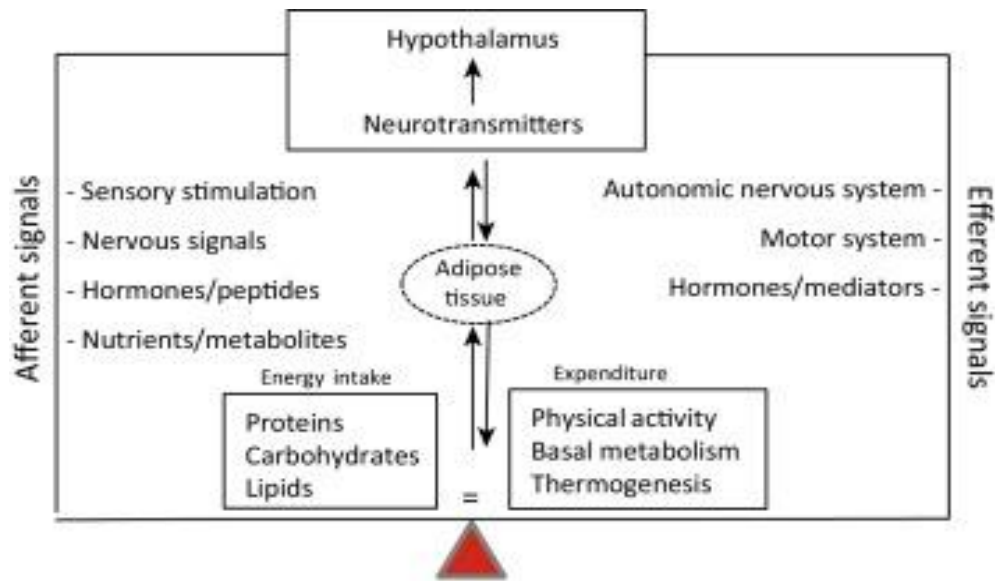 Hypothalamus
Neurotransmitters
Afferent signals
- Sensory stimulation
- Nervous signals
- Hormones/peptides
- Nutrients/metabolites
Adipose
tissue
Autonomic nervous system -
Motor system -
Hormones/mediators -
Efferent signals
Energy intake
Proteins
Carbohydrates
Lipids
=
Expenditure
Physical activity
Basal metabolism
Thermogenesis